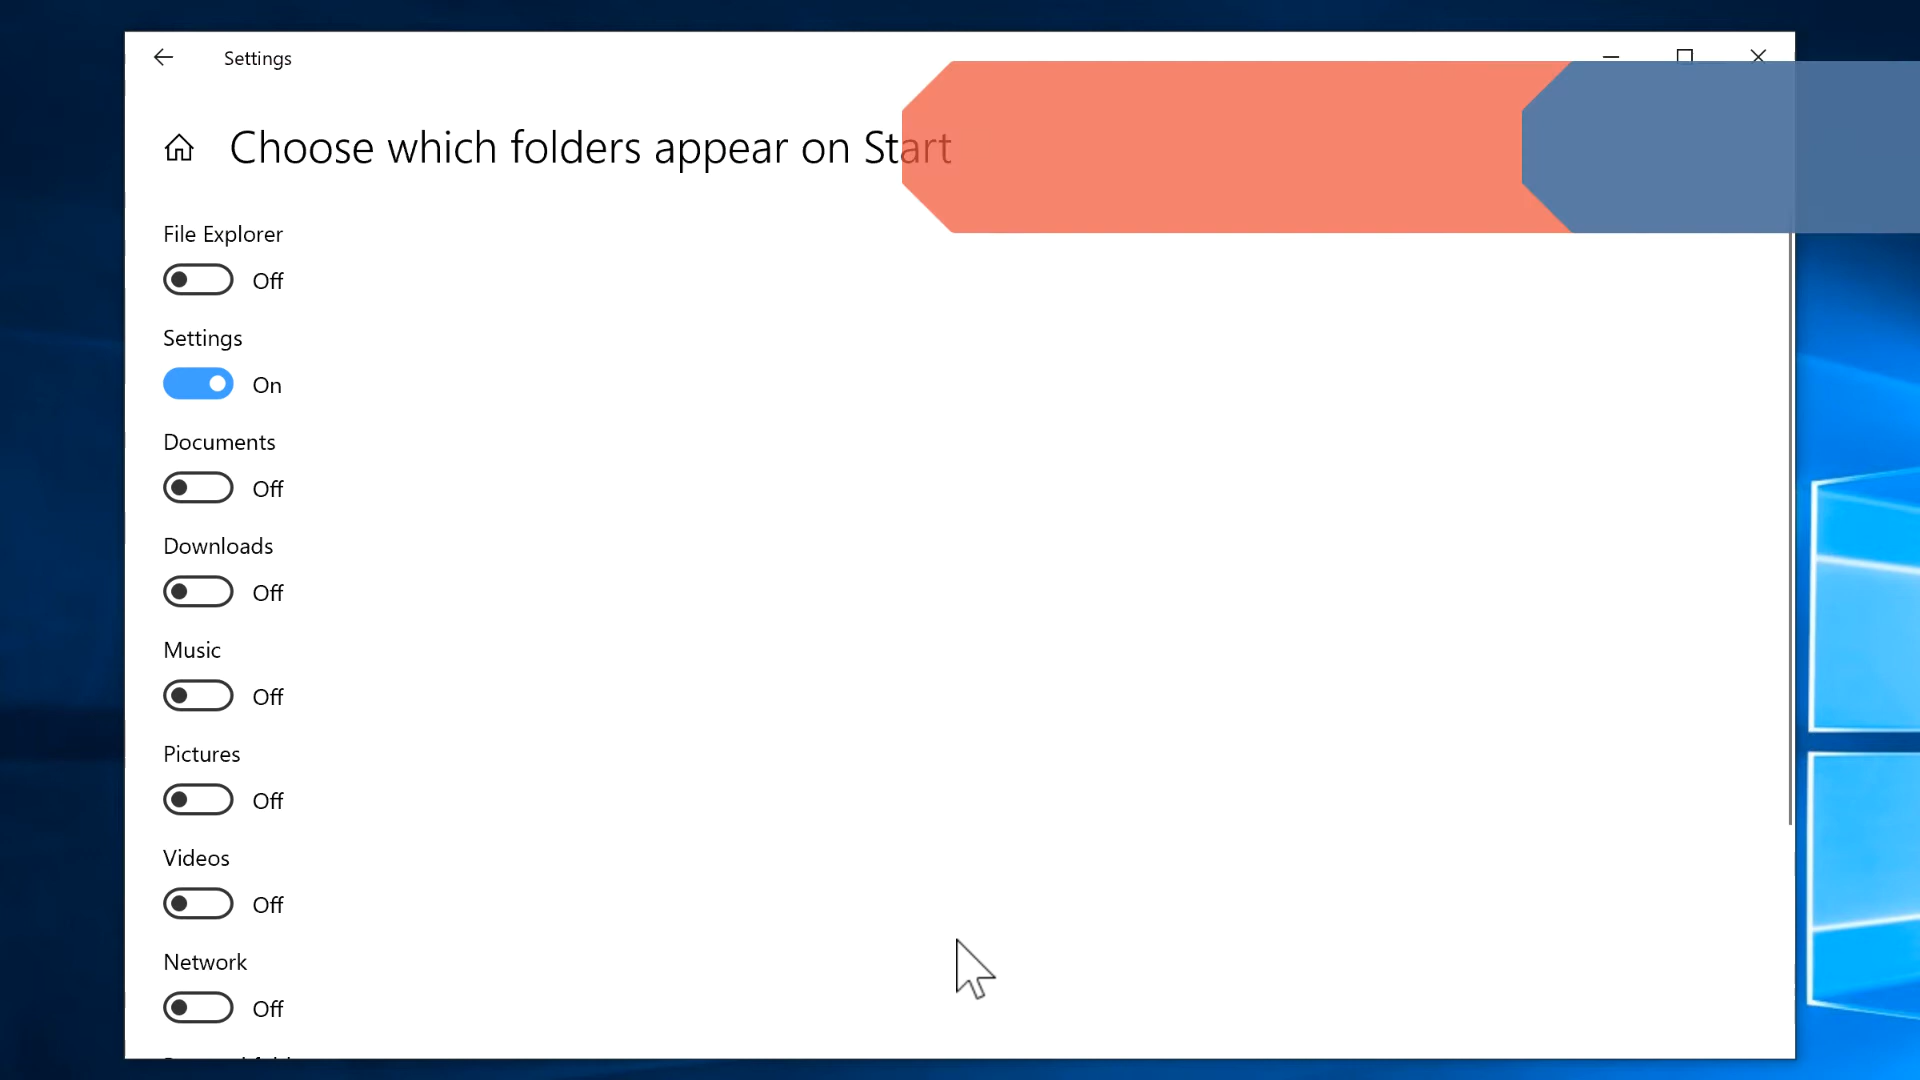 Settings
Choose which folders appear on Start
File Explorer
Off
Settings
On
Documents
Off
Downloads
Off
Music
Off
Pictures
Off
Videos
Off
Network
Off